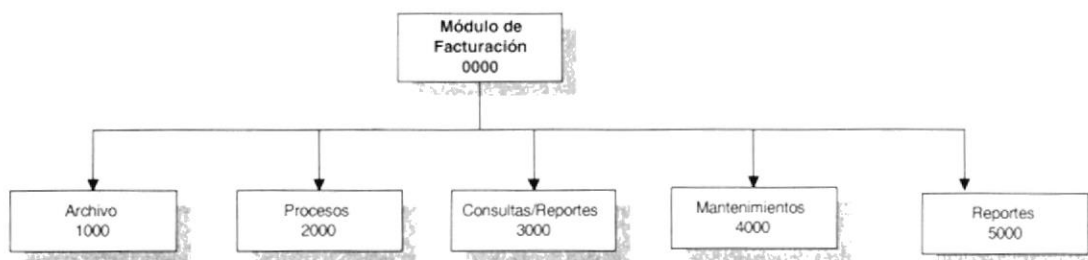 Módulo de
Facturación
0000
Archivo
1000
Procesos
2000
Consultas/Reportes
3000
Mantenimientos
4000
Reportes
5000